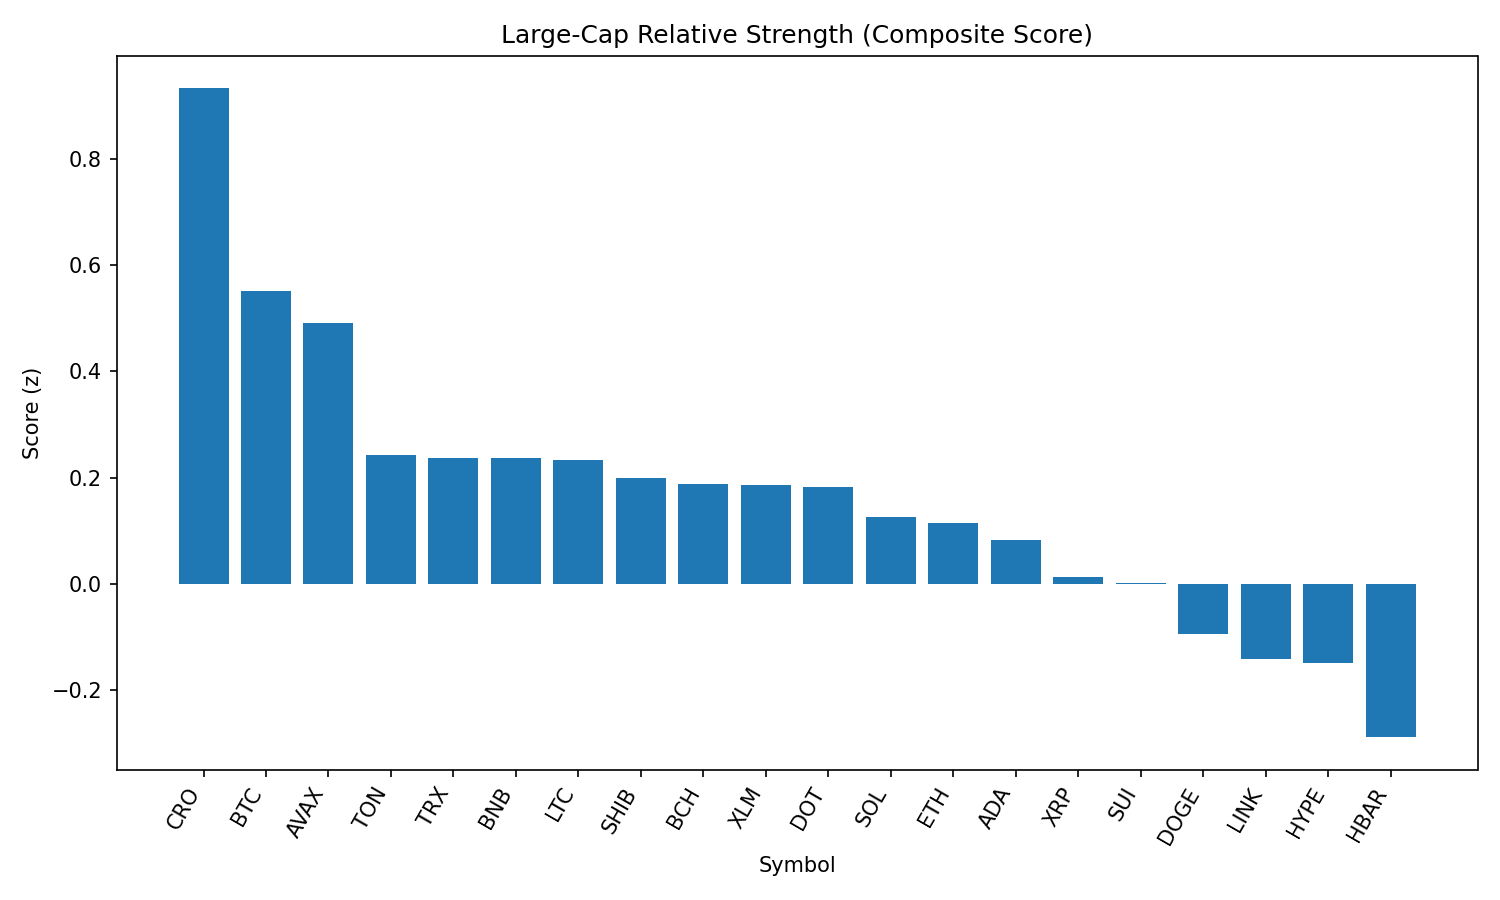 Large-Cap Relative Strength (Composite Score)
Score (z)
0.8
0.6
0.4
0.2
0.0
−0.2
CRO
BTC
AVAX
TON
TRX
BNB
LTC
SHIB
BCH
XLM
DOT
SOL
ETH
ADA
XRP
SUI
DOGE
LINK
HYPE
HBAR
Symbol